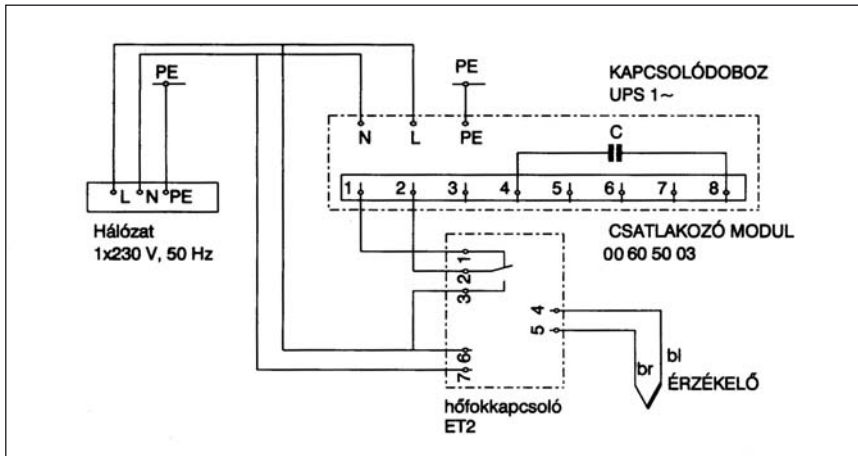 PE
PE
KAPCSOLÓDOBOZ
UPS 1~
N L PE
C
1 2 3 4 5 6 7 8
L N PE
Hálózat
1x230 V, 50 Hz
CSATLAKOZÓ MODUL
00 60 50 03
1
2
3
4
5
6
7
br
bl
ÉRZÉKELŐ
hőfokkapcsoló
ET2